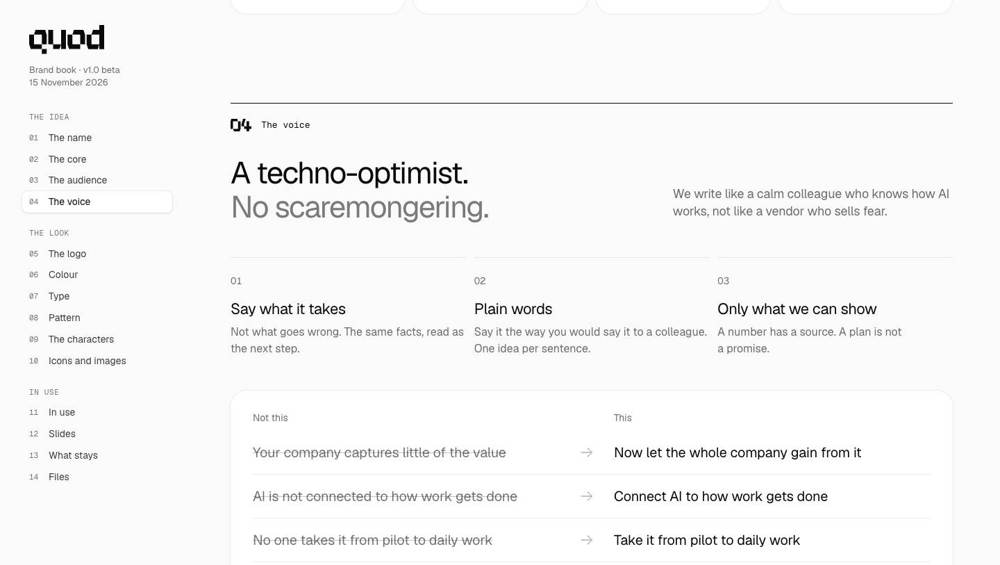 quod
Brand book · v1.0 beta
15 November 2026
THE IDEA
01 The name
02 The core
03 The audience
04 The voice
THE LOOK
05 The logo
06 Colour
07 Type
08 Pattern
09 The characters
10 Icons and images
IN USE
11 In use
12 Slides
13 What stays
14 Files
04 The voice
A techno-optimist.
No scaremongering.
We write like a calm colleague who knows how AI
works, not like a vendor who sells fear.
01
Say what it takes
Not what goes wrong. The same facts, read as
the next step.
02
Plain words
Say it the way you would say it to a colleague.
One idea per sentence.
03
Only what we can show
A number has a source. A plan is not
a promise.
Not this This
Your company captures little of the value → Now let the whole company gain from it
AI is not connected to how work gets done → Connect AI to how work gets done
No one takes it from pilot to daily work → Take it from pilot to daily work